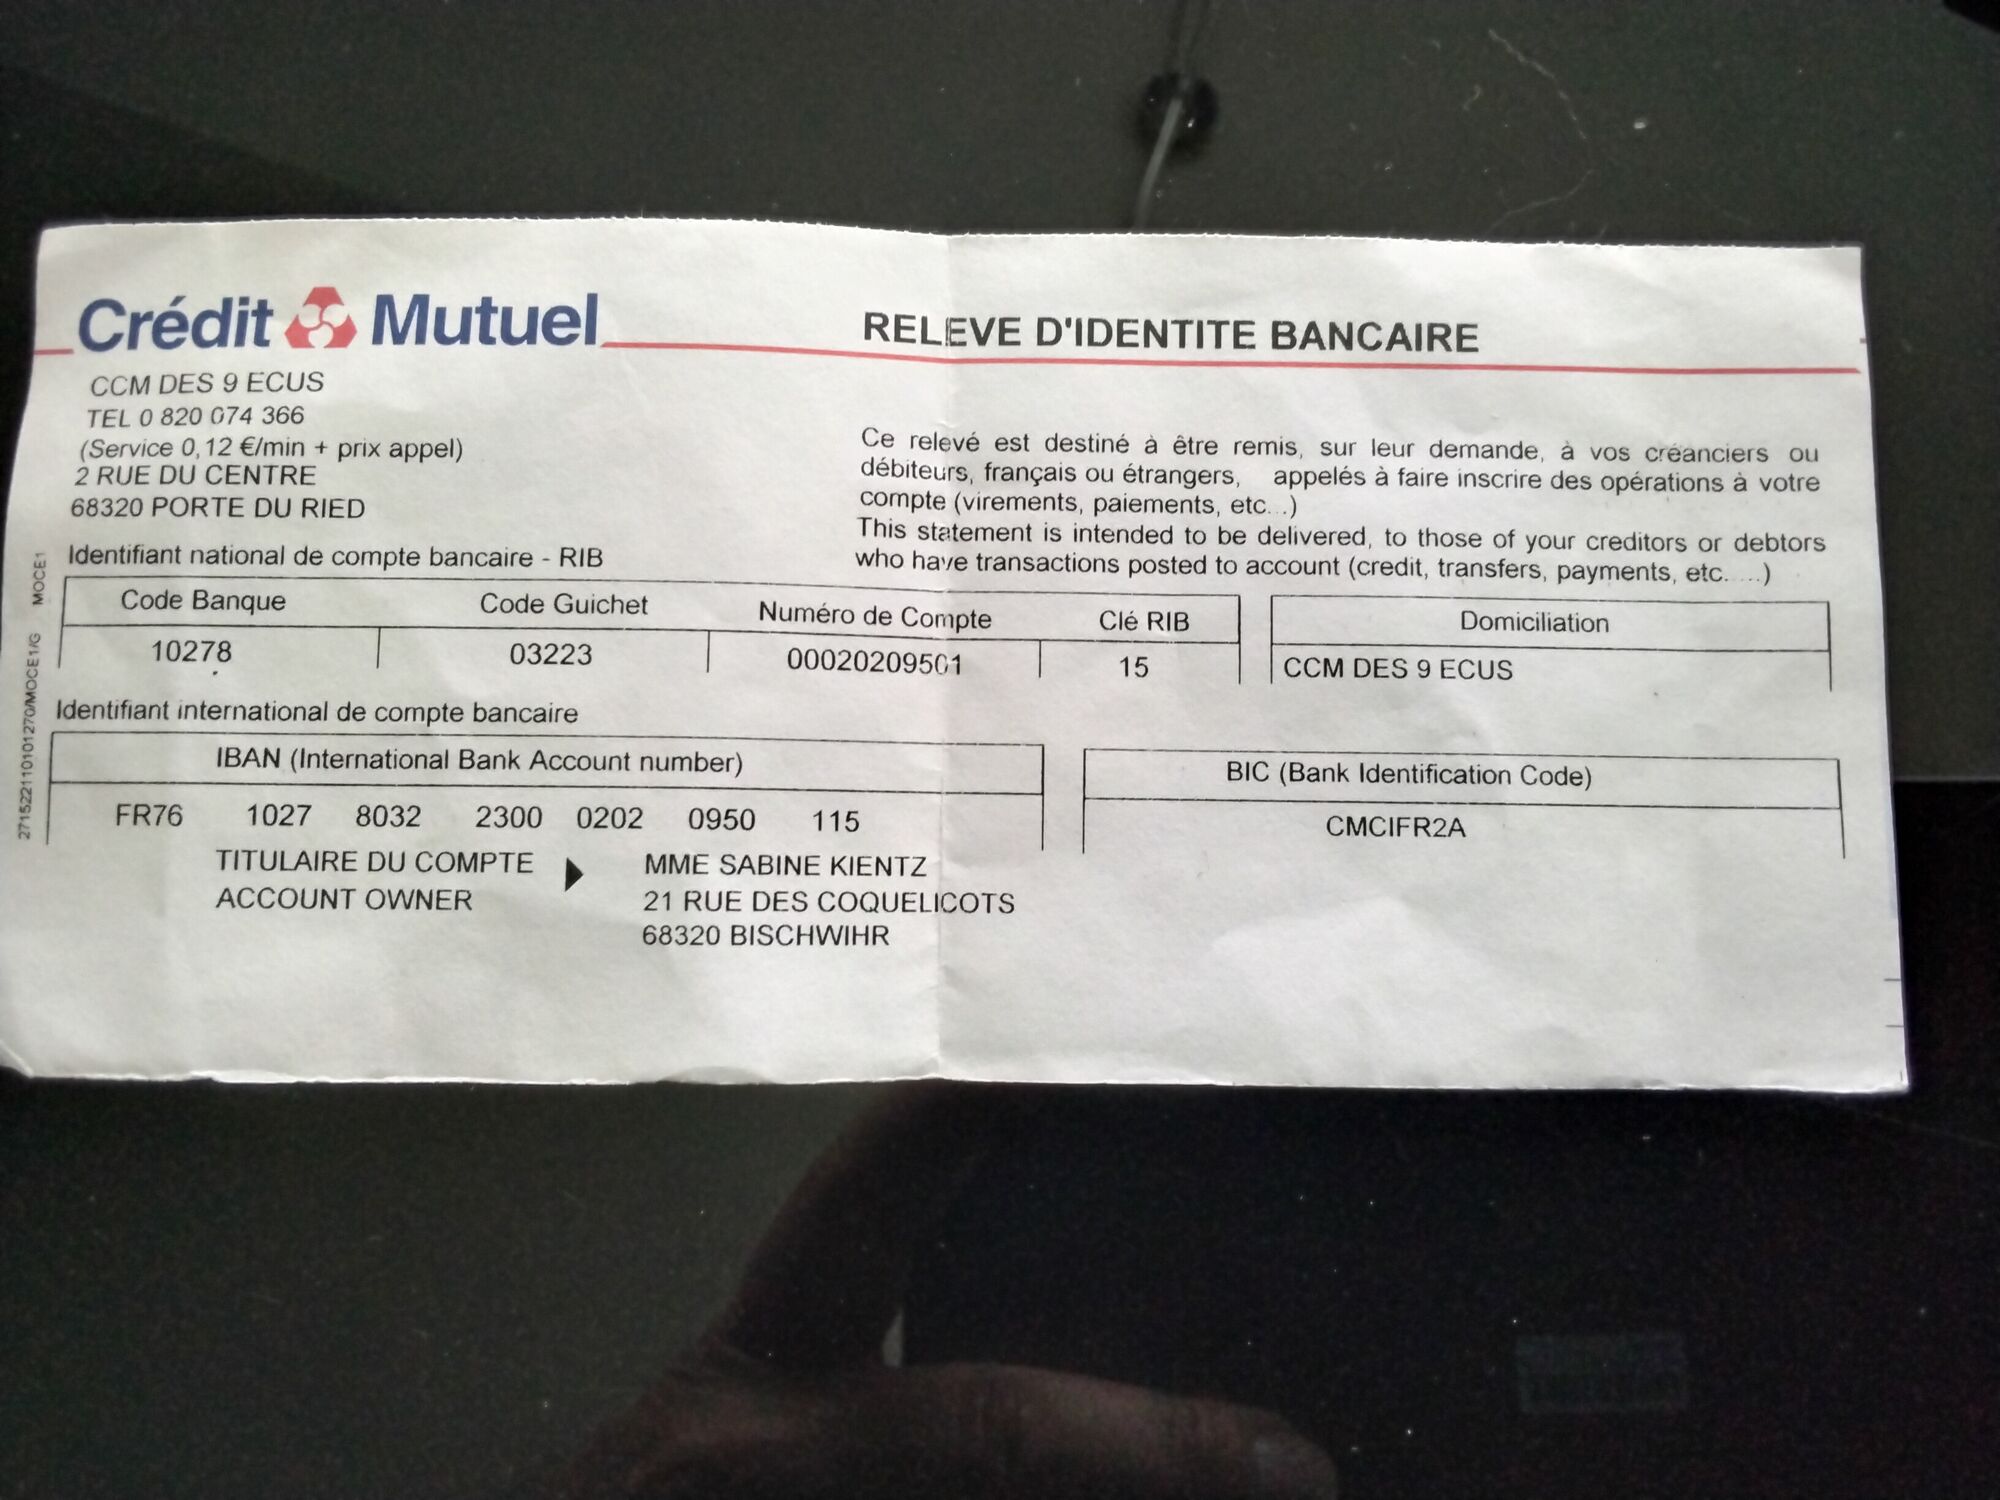 Crédit Mutuel
RELEVE D'IDENTITE BANCAIRE
CCM DES 9 ECUS
TEL 0 820 074 366
(Service 0,12 €/min + prix appel)
2 RUE DU CENTRE
68320 PORTE DU RIED
Ce relevé est destiné à être remis, sur leur demande, à vos créanciers ou
débiteurs, français ou étrangers, appelés à faire inscrire des opérations à votre
compte (virements, paiements, etc...)
This statement is intended to be delivered, to those of your creditors or debtors
who have transactions posted to account (credit, transfers, payments, etc.....)
Identifiant national de compte bancaire - RIB
Code Banque Code Guichet Numéro de Compte Clé RIB Domiciliation
10278 03223 00020209501 15 CCM DES 9 ECUS
Identifiant international de compte bancaire
IBAN (International Bank Account number) BIC (Bank Identification Code)
FR76 1027 8032 2300 0202 0950 115 CMCIFR2A
TITULAIRE DU COMPTE MME SABINE KIENTZ
ACCOUNT OWNER 21 RUE DES COQUELICOTS
68320 BISCHWIHR
271522110101270/MOCE1/G MOCE1